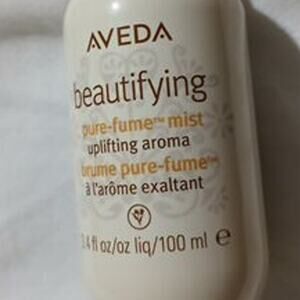 AVEDA
beautifying
pure-fume™ mist
uplifting aroma
brume pure-fume™
à l'arôme exaltant
3.4 fl oz/oz liq/100 ml ℮